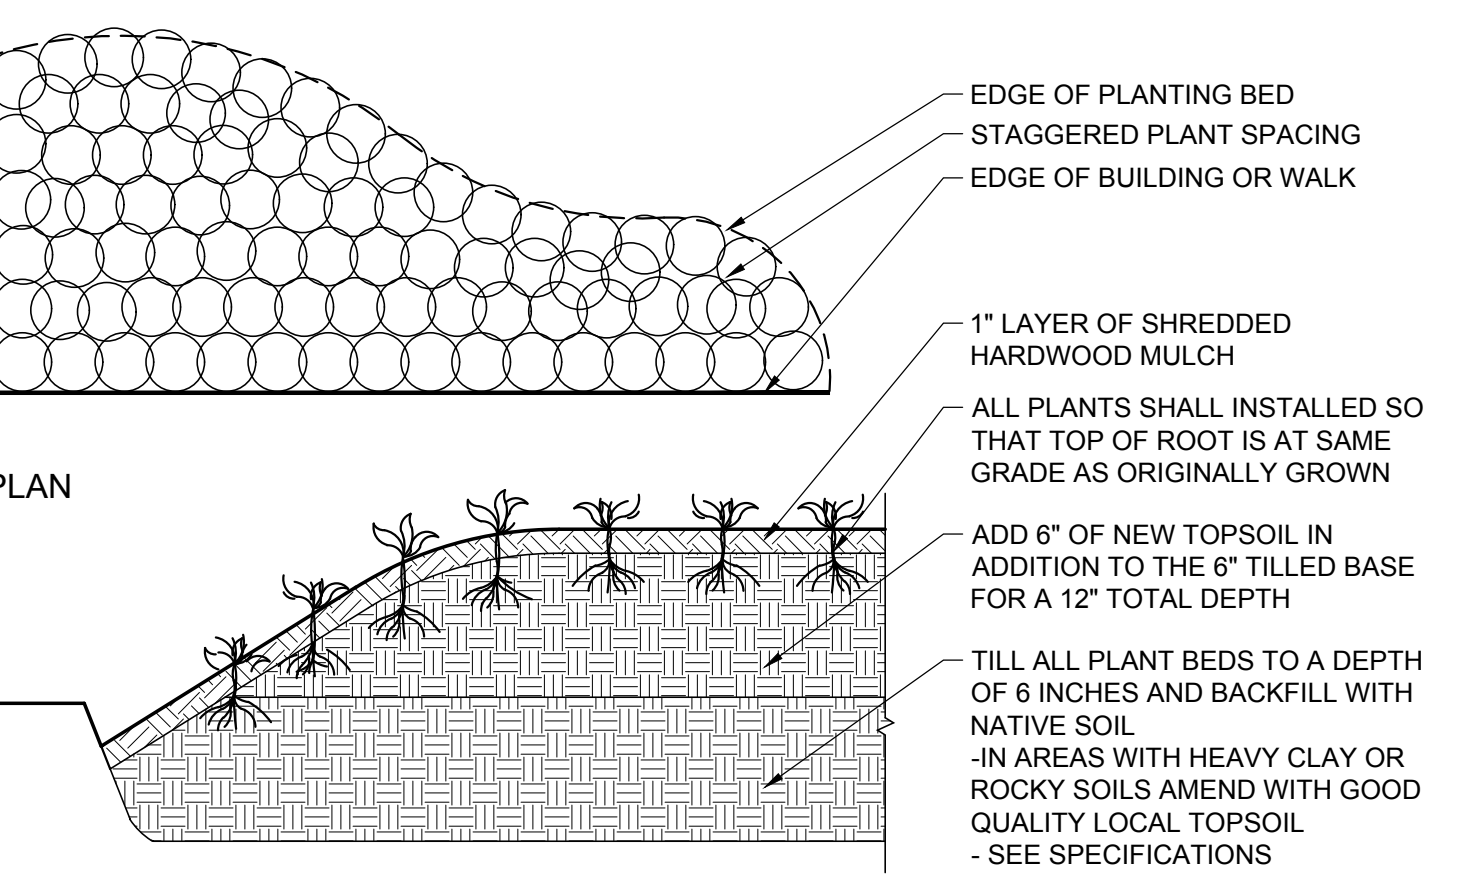 EDGE OF PLANTING BED
STAGGERED PLANT SPACING
EDGE OF BUILDING OR WALK
1" LAYER OF SHREDDED
HARDWOOD MULCH
ALL PLANTS SHALL INSTALLED SO
THAT TOP OF ROOT IS AT SAME
GRADE AS ORIGINALLY GROWN
PLAN
ADD 6" OF NEW TOPSOIL IN
ADDITION TO THE 6" TILLED BASE
FOR A 12" TOTAL DEPTH
TILL ALL PLANT BEDS TO A DEPTH
OF 6 INCHES AND BACKFILL WITH
NATIVE SOIL
-IN AREAS WITH HEAVY CLAY OR
ROCKY SOILS AMEND WITH GOOD
QUALITY LOCAL TOPSOIL
- SEE SPECIFICATIONS